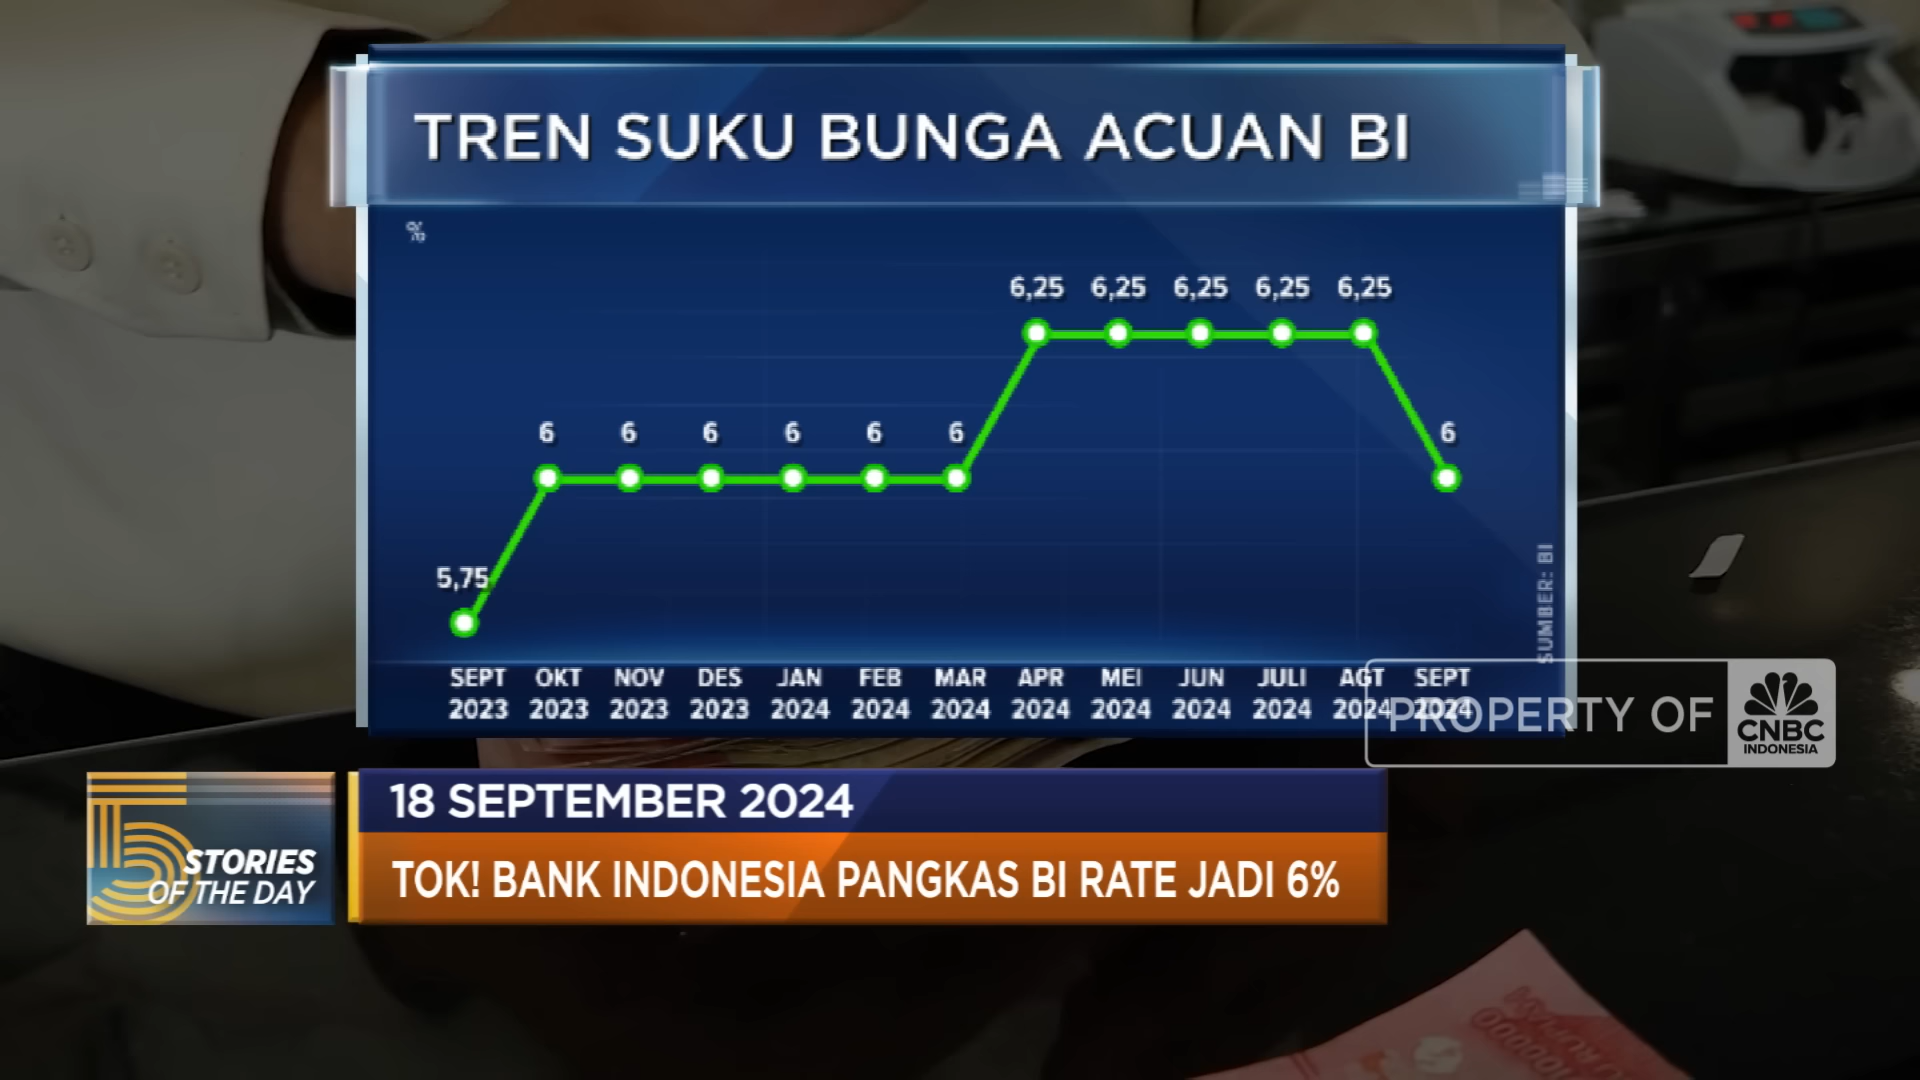 TREN SUKU BUNGA ACUAN BI
%
6,25 6,25 6,25 6,25 6,25
6 6 6 6 6 6 6
5,75
SEPT OKT NOV DES JAN FEB MAR APR MEI JUN JULI AGT SEPT
2023 2023 2023 2023 2024 2024 2024 2024 2024 2024 2024 2024 2024
SUMBER: BI
PROPERTY OF
CNBC
INDONESIA
18 SEPTEMBER 2024
TOK! BANK INDONESIA PANGKAS BI RATE JADI 6%
5
STORIES
OF THE DAY
100000